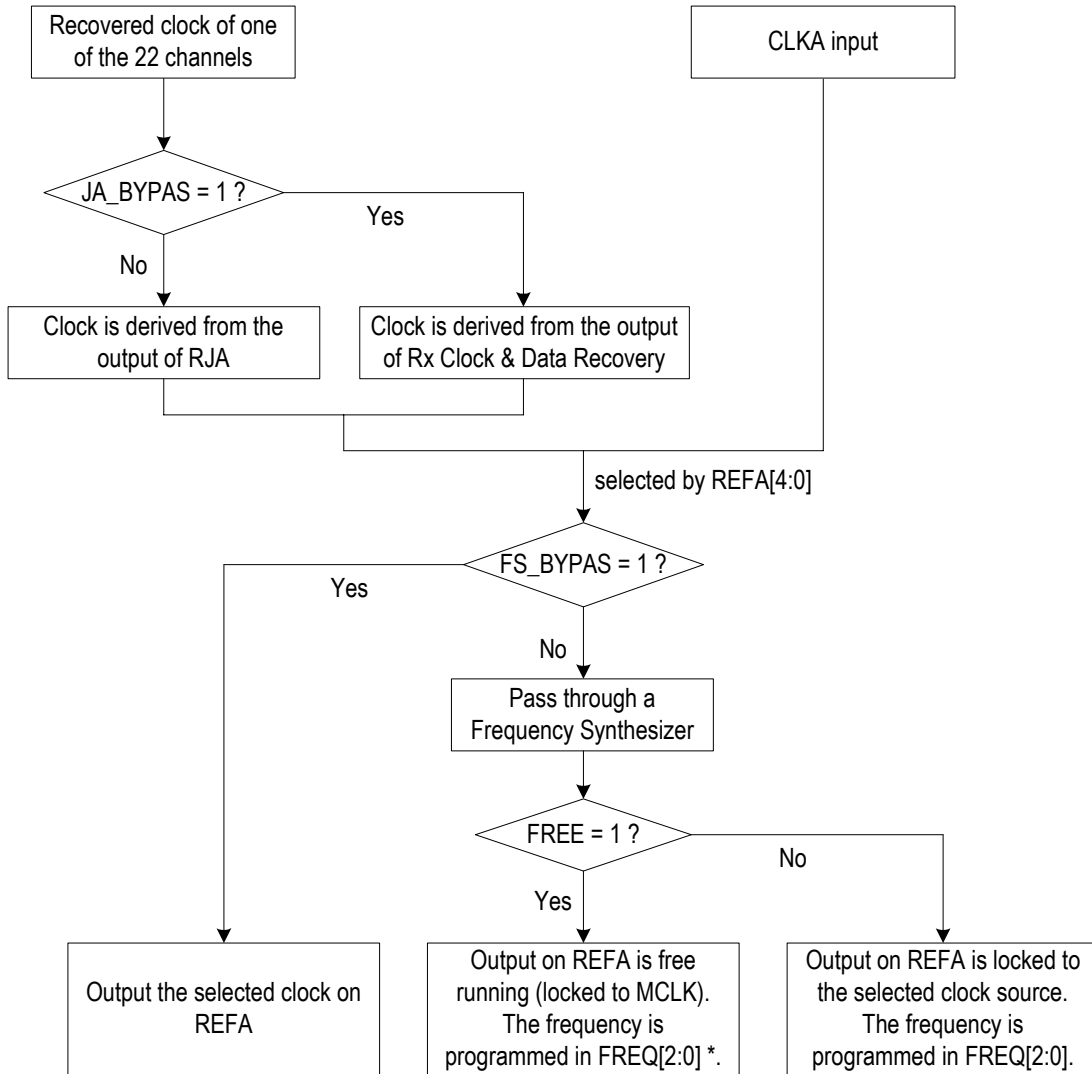 Recovered clock of one
of the 22 channels
CLKA input
JA_BYPAS = 1 ?
Yes
No
Clock is derived from the
output of RJA
Clock is derived from the output
of Rx Clock & Data Recovery
selected by REFA[4:0]
FS_BYPAS = 1 ?
Yes
No
Pass through a
Frequency Synthesizer
FREE = 1 ?
No
Yes
Output the selected clock on
REFA
Output on REFA is free
running (locked to MCLK).
The frequency is
programmed in FREQ[2:0] *.
Output on REFA is locked to
the selected clock source.
The frequency is
programmed in FREQ[2:0].